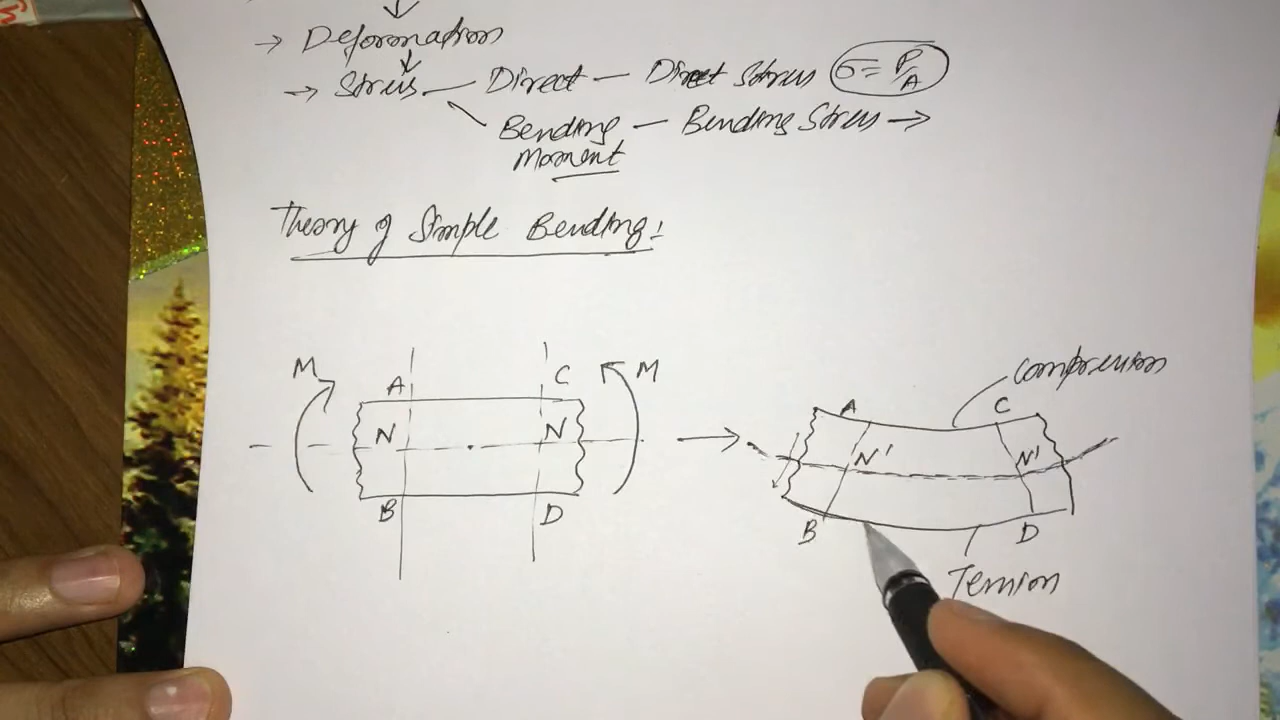 → Deformation
→ Stress — Direct — Direct Stress σ = P/A
Bending — Bending Stress →
Moment
Theory of Simple Bending:
M A C M
N N
B D
A C Compression
N' N'
B D
Tension